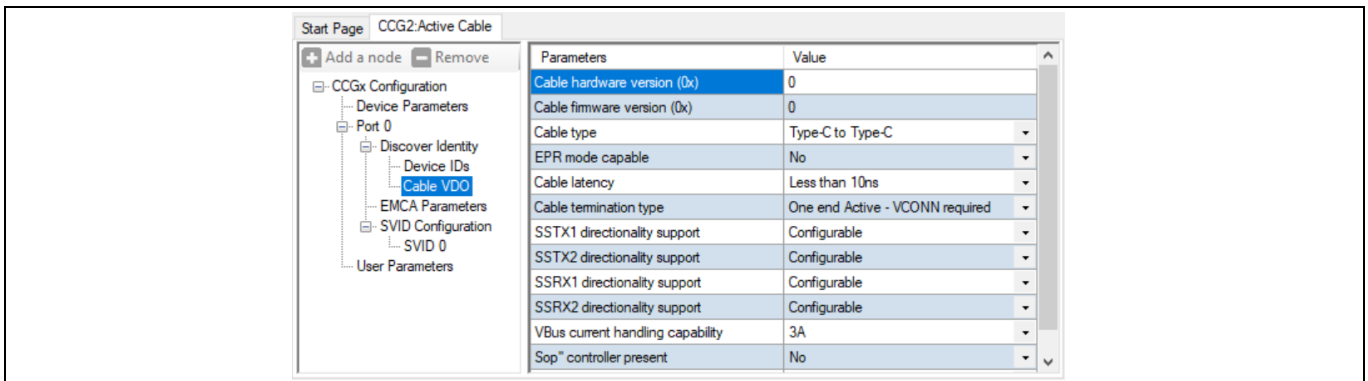 Start Page CCG2:Active Cable
Add a node Remove
CCGx Configuration
Device Parameters
Port 0
Discover Identity
Device IDs
Cable VDO
EMCA Parameters
SVID Configuration
SVID 0
User Parameters
Parameters Value
Cable hardware version (0x) 0
Cable firmware version (0x) 0
Cable type Type-C to Type-C
EPR mode capable No
Cable latency Less than 10ns
Cable termination type One end Active - VCONN required
SSTX1 directionality support Configurable
SSTX2 directionality support Configurable
SSRX1 directionality support Configurable
SSRX2 directionality support Configurable
VBus current handling capability 3A
Sop" controller present No